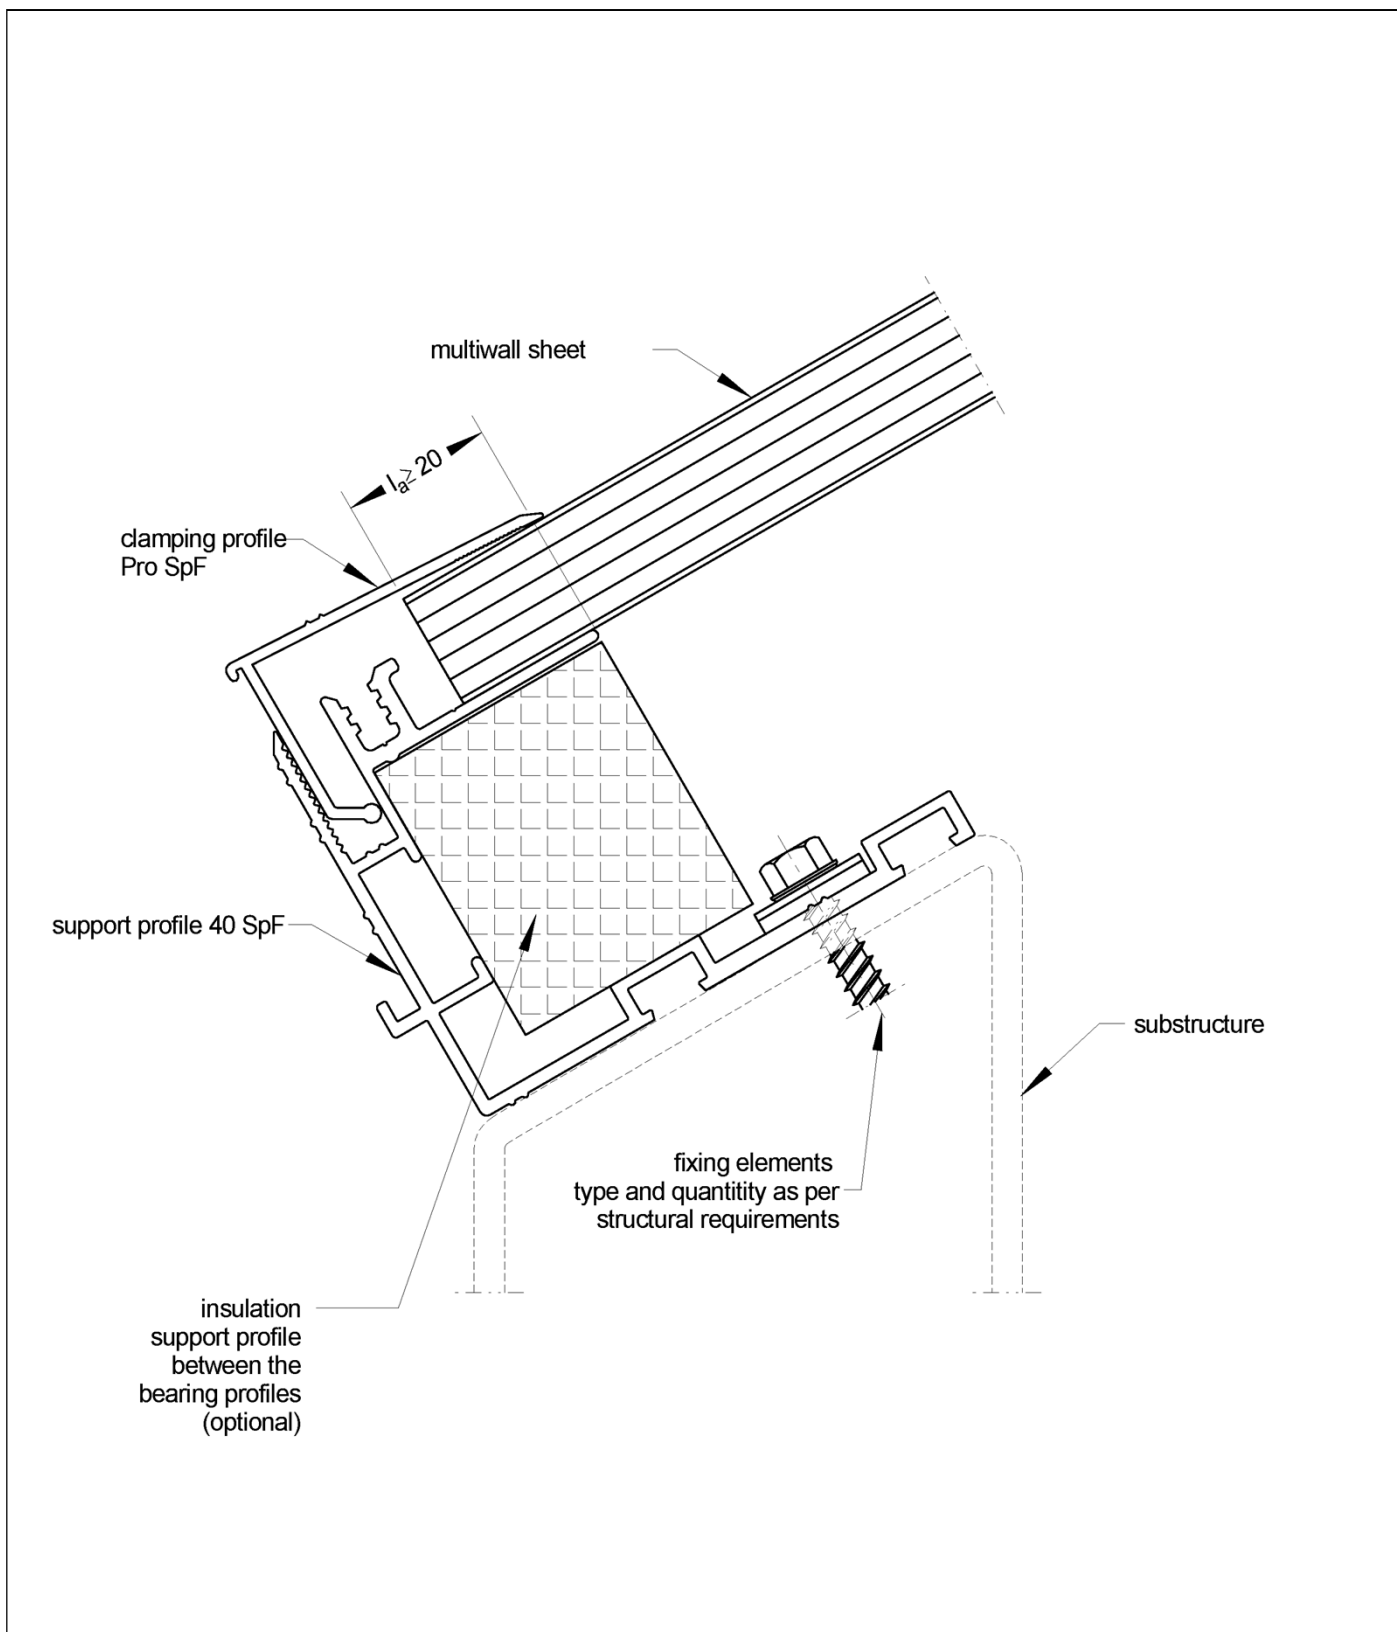 multiwall sheet
lₐ ≥ 20
clamping profile
Pro SpF
support profile 40 SpF
substructure
fixing elements
type and quantitity as per
structural requirements
insulation
support profile
between the
bearing profiles
(optional)